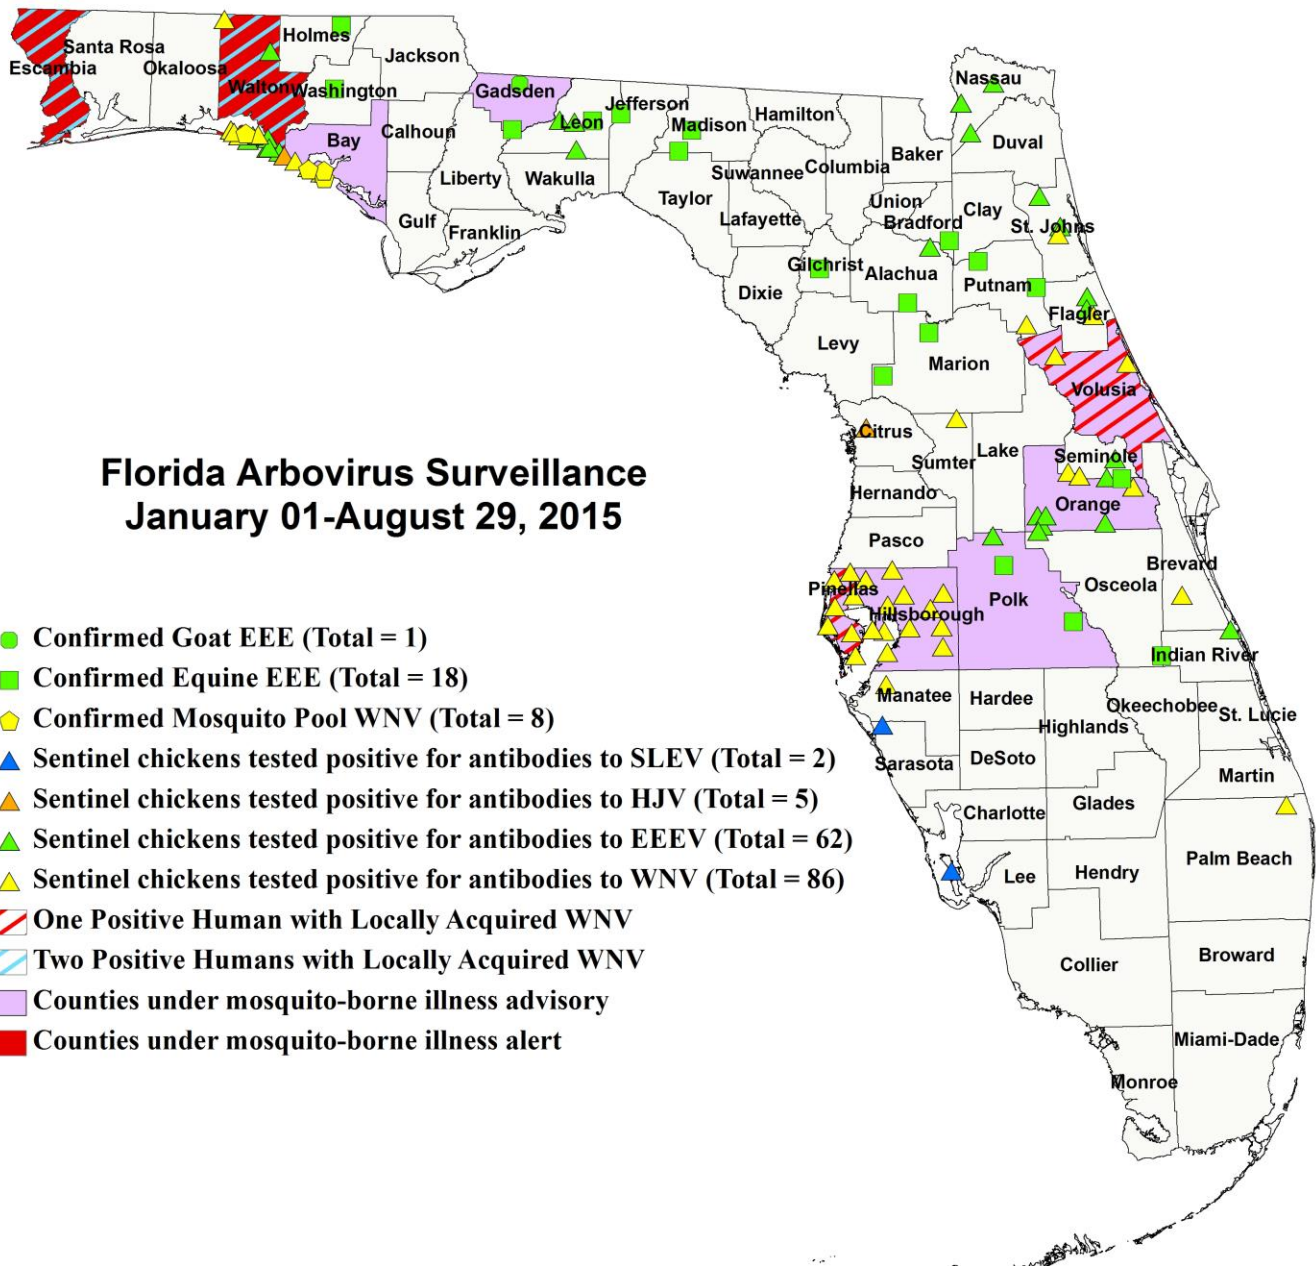 Holmes
Santa Rosa
Jackson
Escambia
Okaloosa
Walton
Washington
Gadsden
Nassau
Jefferson
Leon
Madison
Hamilton
Calhoun
Bay
Duval
Baker
Columbia
Suwannee
Liberty
Wakulla
Taylor
Union
Clay
Lafayette
Bradford
St. Johns
Gulf
Franklin
Gilchrist
Alachua
Putnam
Dixie
Flagler
Levy
Marion
Volusia
Citrus
Lake
Seminole
Sumter
Florida Arbovirus Surveillance
January 01-August 29, 2015
Hernando
Orange
Pasco
Brevard
Osceola
Pinellas
Polk
Hillsborough
Indian River
Manatee
Hardee
Okeechobee
St. Lucie
Highlands
Sarasota
DeSoto
Martin
Charlotte
Glades
Palm Beach
Lee
Hendry
Broward
Collier
Miami-Dade
Monroe
Confirmed Goat EEE (Total = 1)
Confirmed Equine EEE (Total = 18)
Confirmed Mosquito Pool WNV (Total = 8)
Sentinel chickens tested positive for antibodies to SLEV (Total = 2)
Sentinel chickens tested positive for antibodies to HJV (Total = 5)
Sentinel chickens tested positive for antibodies to EEEV (Total = 62)
Sentinel chickens tested positive for antibodies to WNV (Total = 86)
One Positive Human with Locally Acquired WNV
Two Positive Humans with Locally Acquired WNV
Counties under mosquito-borne illness advisory
Counties under mosquito-borne illness alert